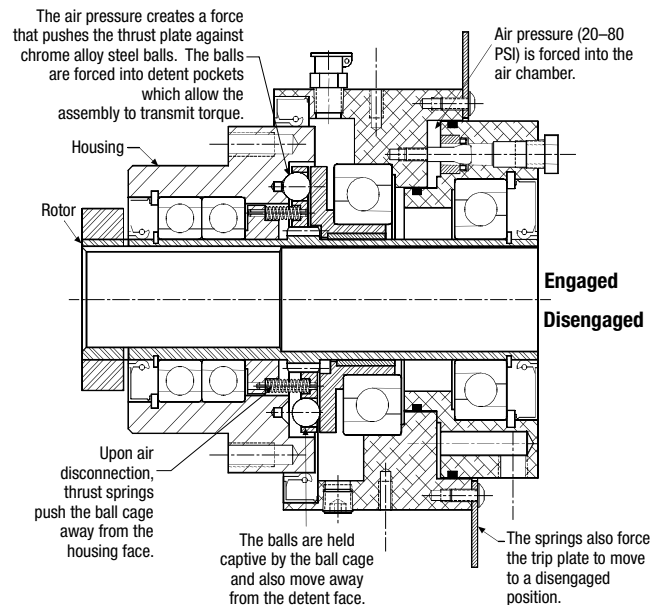 The air pressure creates a force
that pushes the thrust plate against
chrome alloy steel balls. The balls
are forced into detent pockets
which allow the
assembly to transmit torque.
Air pressure (20–80
PSI) is forced into the
air chamber.
Housing
Rotor
Engaged
Disengaged
Upon air
disconnection,
thrust springs
push the ball cage
away from the
housing face.
The balls are held
captive by the ball cage
and also move away
from the detent face.
The springs also force
the trip plate to move
to a disengaged
position.